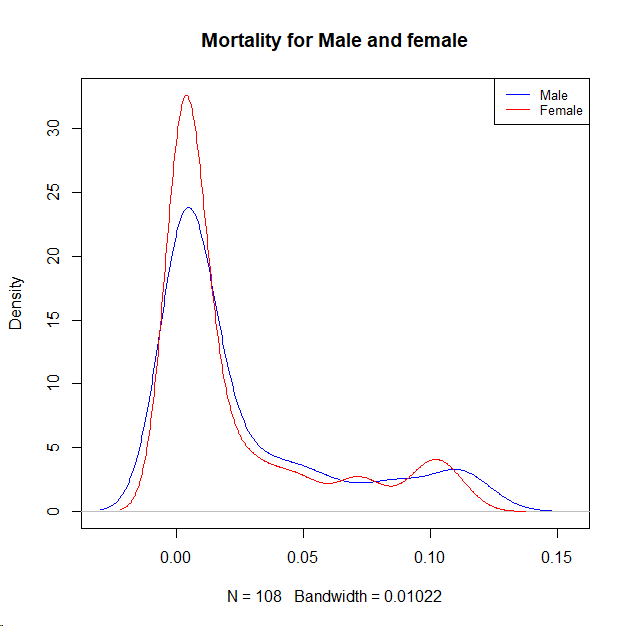 Mortality for Male and female
Male
Female
Density
0
5
10
15
20
25
30
0.00
0.05
0.10
0.15
N = 108   Bandwidth = 0.01022